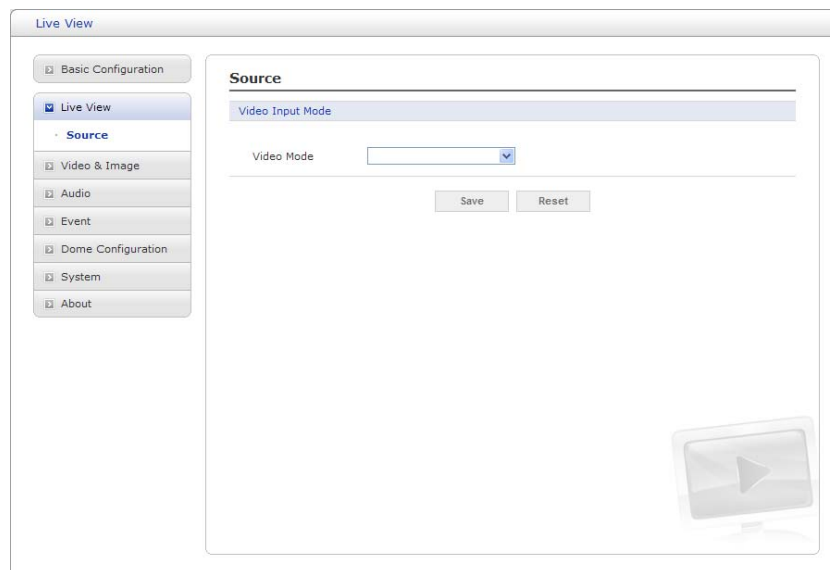 Live View
Basic Configuration
Live View
Source
Video & Image
Audio
Event
Dome Configuration
System
About
Source
Video Input Mode
Video Mode
Save
Reset